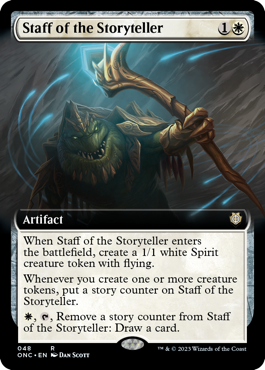 Staff of the Storyteller 1
Artifact
When Staff of the Storyteller enters
the battlefield, create a 1/1 white Spirit
creature token with flying.
Whenever you create one or more creature
tokens, put a story counter on Staff of the
Storyteller.
, , Remove a story counter from
Staff of the Storyteller: Draw a card.
048 R
ONC • EN DAN SCOTT
™ & © 2023 Wizards of the Coast